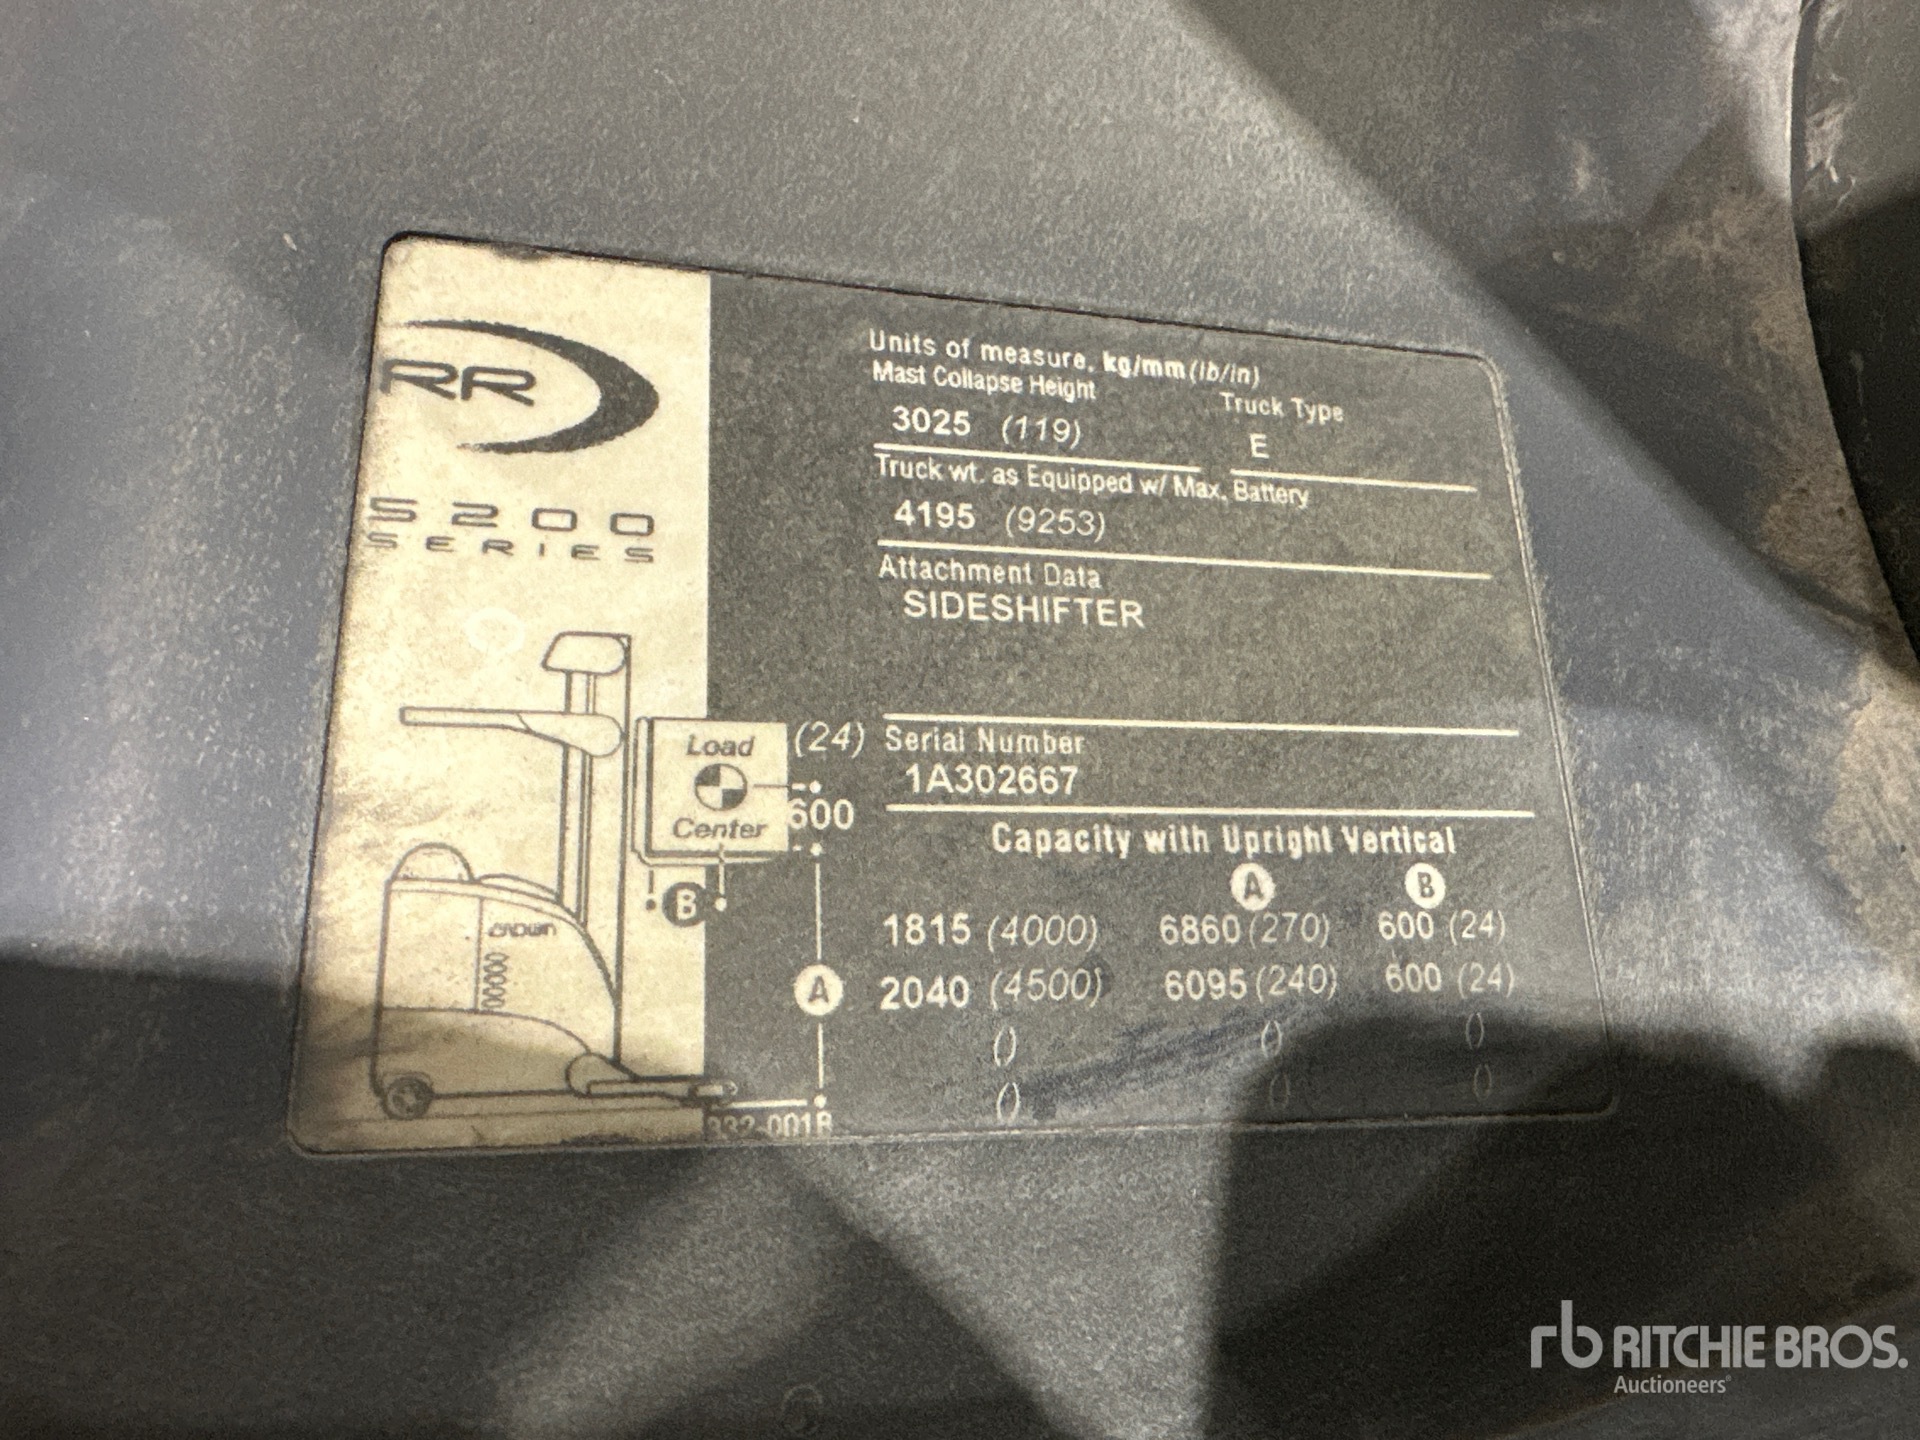 RR
5200
SERIES
Units of measure, kg/mm (lb/in)
Mast Collapse Height
Truck Type
3025 (119)
E
Truck wt. as Equipped w/ Max. Battery
4195 (9253)
Attachment Data
SIDESHIFTER
Serial Number
1A302667
Load
Center
(24)
600
B
A
CROWN
Capacity with Upright Vertical
A B
1815 (4000) 6860 (270) 600 (24)
2040 (4500) 6095 (240) 600 (24)
() () ()
() () ()
rb RITCHIE BROS.
Auctioneers